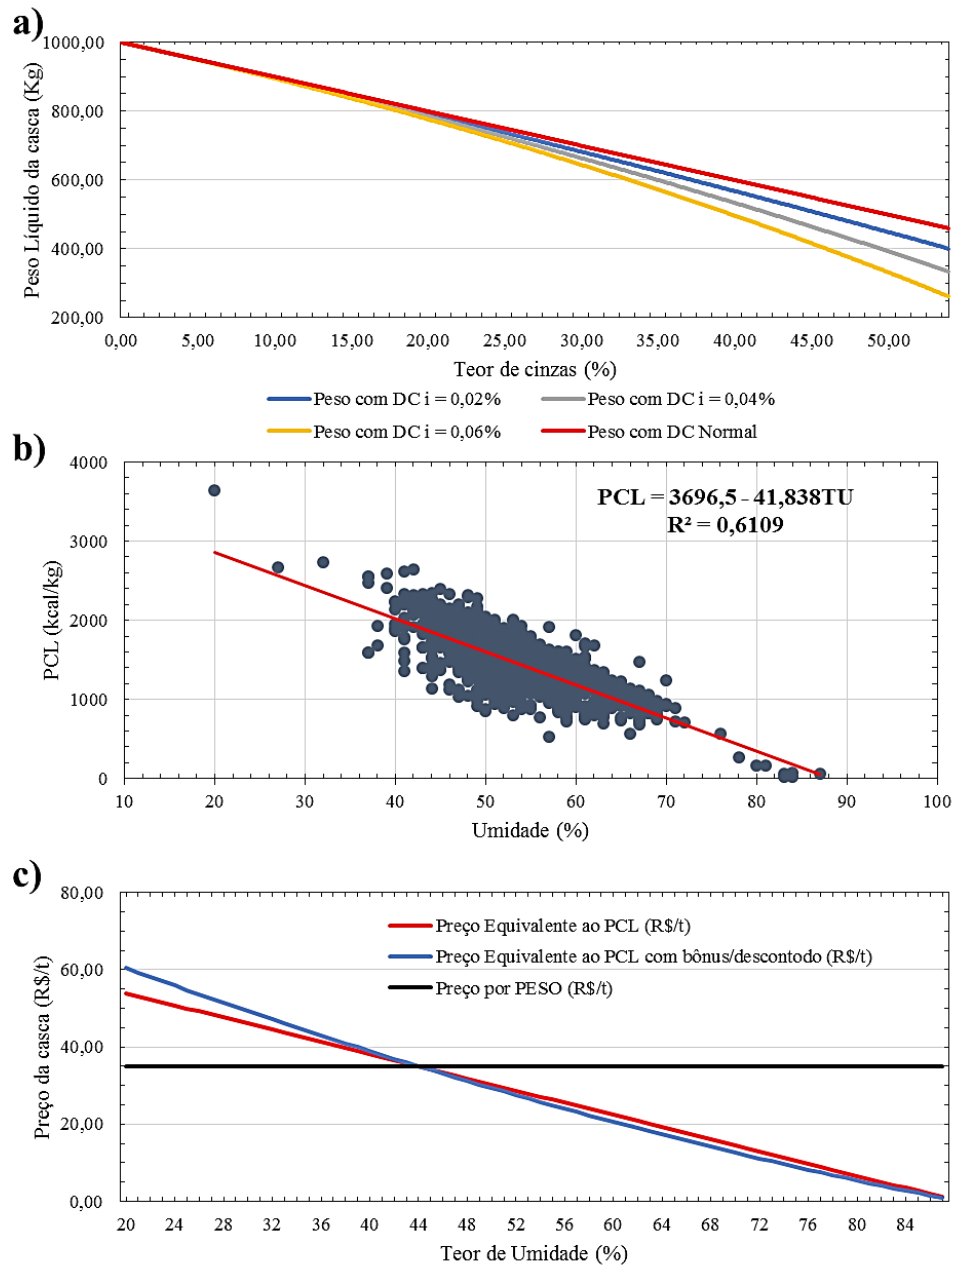 a)
1000,00
800,00
600,00
400,00
200,00
Peso Líquido da casca (Kg)
0,00 5,00 10,00 15,00 20,00 25,00 30,00 35,00 40,00 45,00 50,00
Teor de cinzas (%)
Peso com DC i = 0,02% Peso com DC i = 0,04%
Peso com DC i = 0,06% Peso com DC Normal
b)
4000
3000
2000
1000
0
PCL (kcal/kg)
PCL = 3696,5 - 41,838TU
R² = 0,6109
10 20 30 40 50 60 70 80 90 100
Umidade (%)
c)
80,00
60,00
40,00
20,00
0,00
Preço da casca (R$/t)
Preço Equivalente ao PCL (R$/t)
Preço Equivalente ao PCL com bônus/descontodo (R$/t)
Preço por PESO (R$/t)
20 24 28 32 36 40 44 48 52 56 60 64 68 72 76 80 84
Teor de Umidade (%)